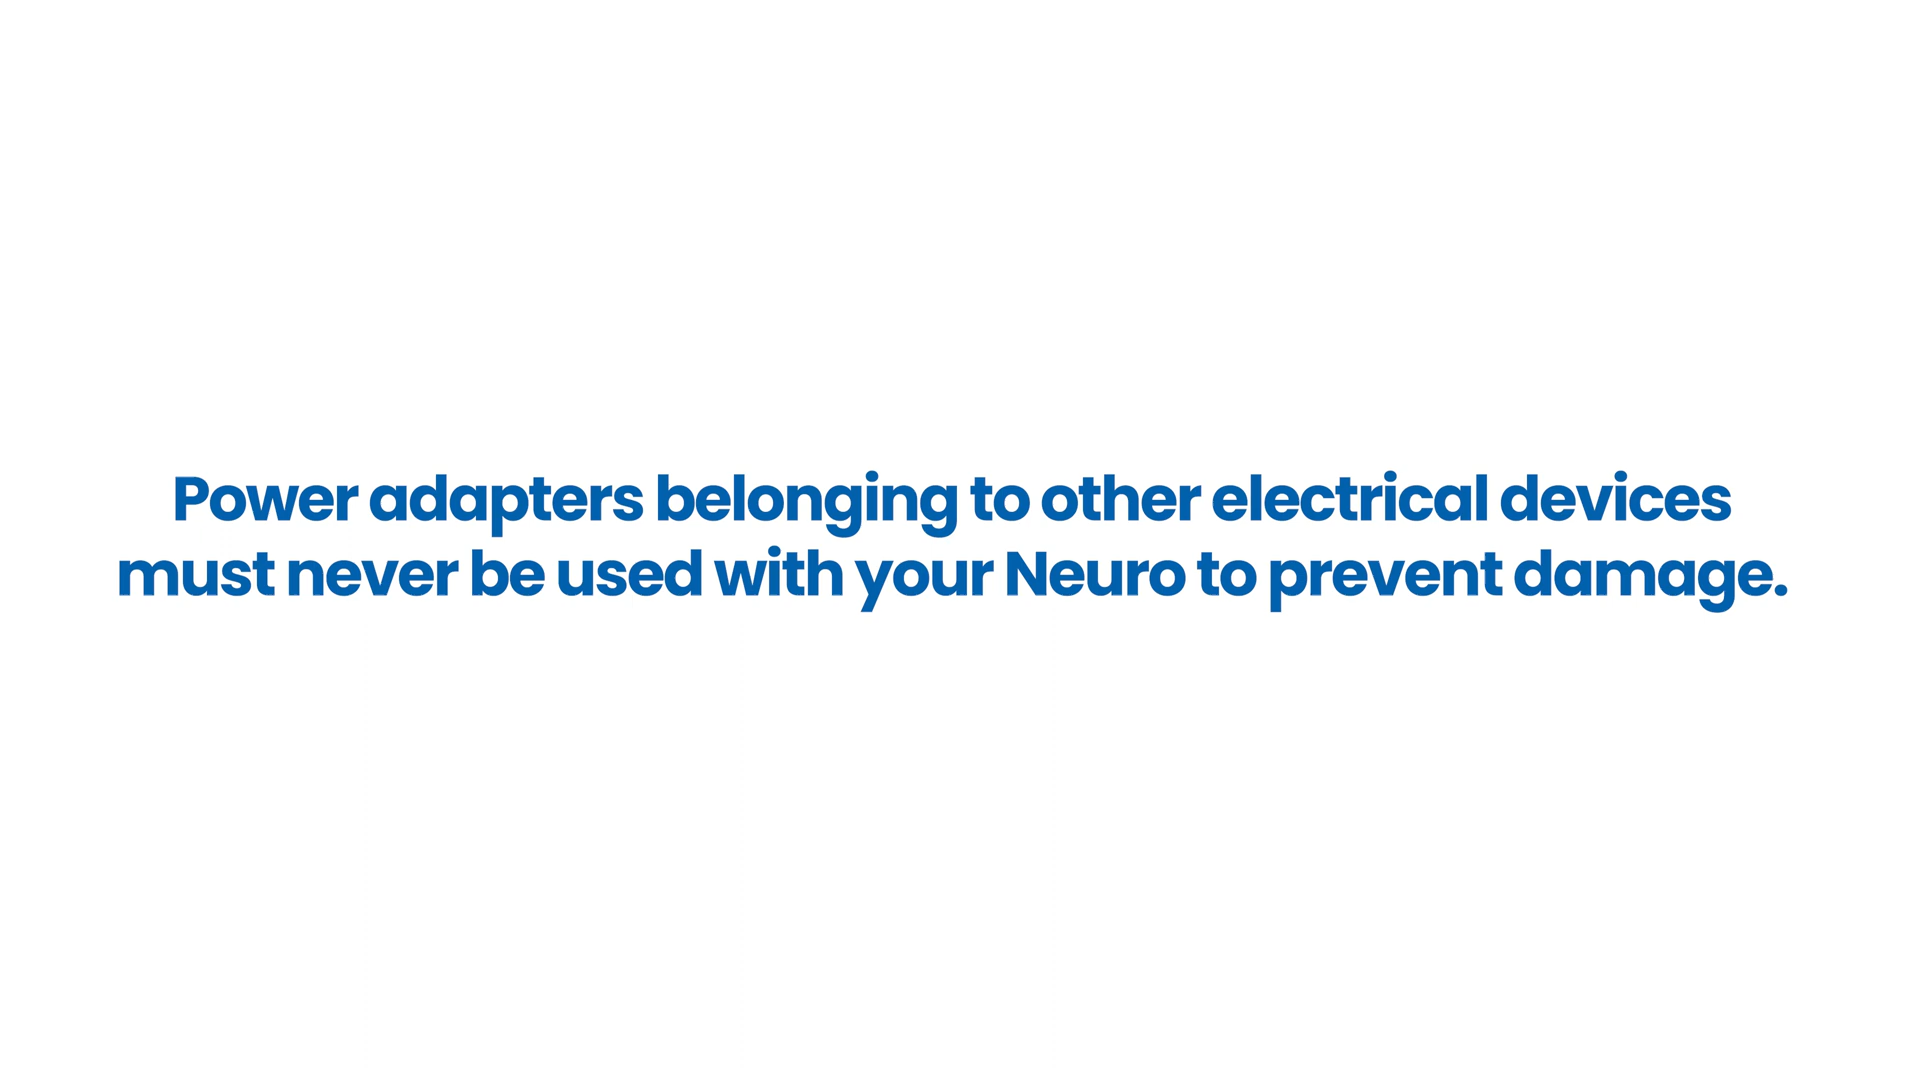 Power adapters belonging to other electrical devices
must never be used with your Neuro to prevent damage.